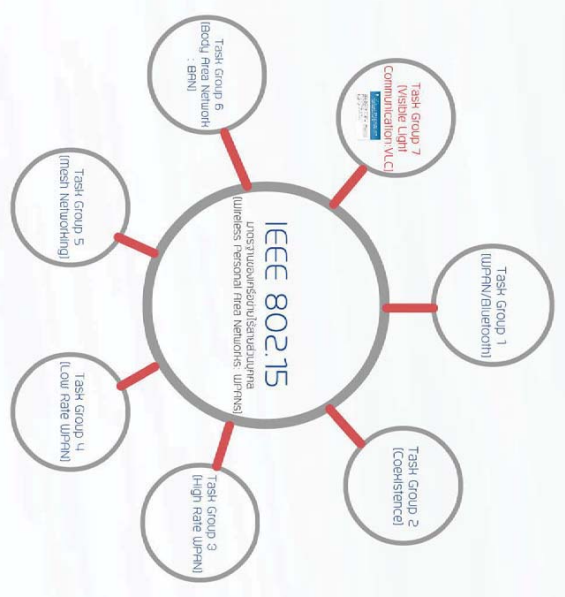 IEEE 802.15
มาตรฐานของเครือข่ายไร้สายส่วนบุคคล
[Wireless Personal Area Networks: WPANs]
Task Group 1
[WPAN/Bluetooth]
Task Group 2
[Coexistence]
Task Group 3
[High Rate WPAN]
Task Group 4
[Low Rate WPAN]
Task Group 5
[Mesh Networking]
Task Group 6
[Body Area Network
: BAN]
Task Group 7
[Visible Light
Communication:VLC]